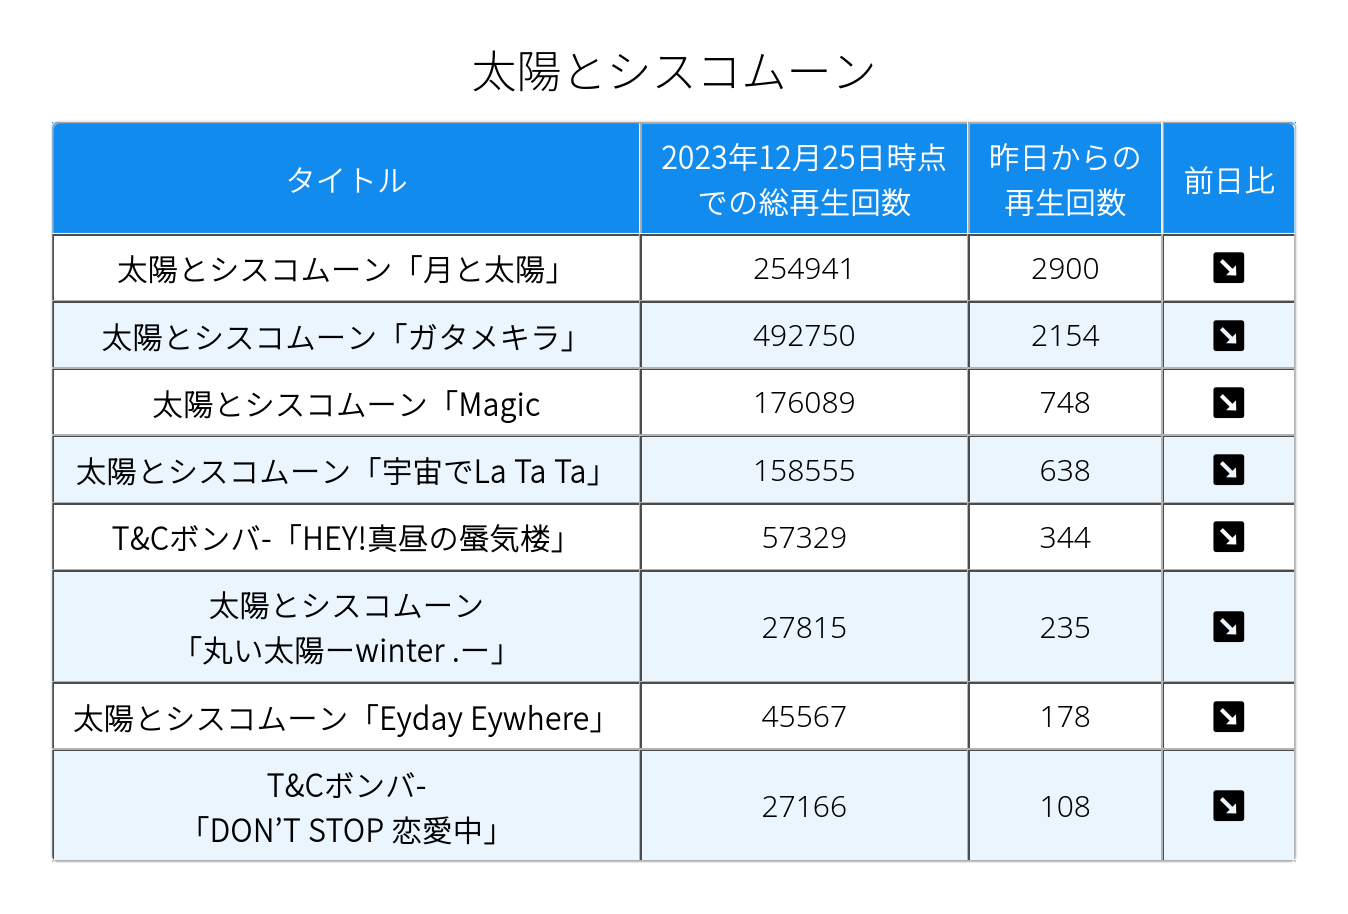 太陽とシスコムーン
タイトル
2023年12月25日時点
での総再生回数
昨日からの
再生回数
前日比
太陽とシスコムーン「月と太陽」
254941
2900
太陽とシスコムーン「ガタメキラ」
492750
2154
太陽とシスコムーン「Magic
176089
748
太陽とシスコムーン「宇宙でLa Ta Ta」
158555
638
T&Cボンバ-「HEY!真昼の蜃気楼」
57329
344
太陽とシスコムーン
「丸い太陽ーwinter .ー」
27815
235
太陽とシスコムーン「Eyday Eywhere」
45567
178
T&Cボンバ-
「DON’T STOP 恋愛中」
27166
108